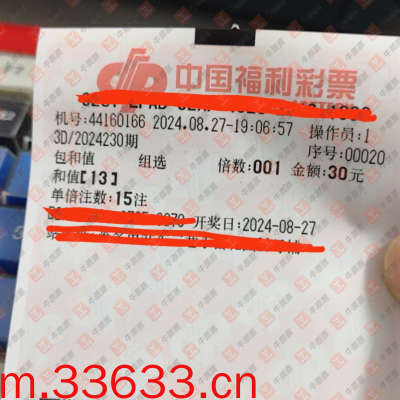 中国福利彩票
机号:44160166 2024.08.27-19:06:57 操作员:1
3D/2024230期 序号:00020
包和值 组选 倍数:001 金额:30元
和值[13]
单倍注数:15注
开奖日:2024-08-27
m.33633.cn